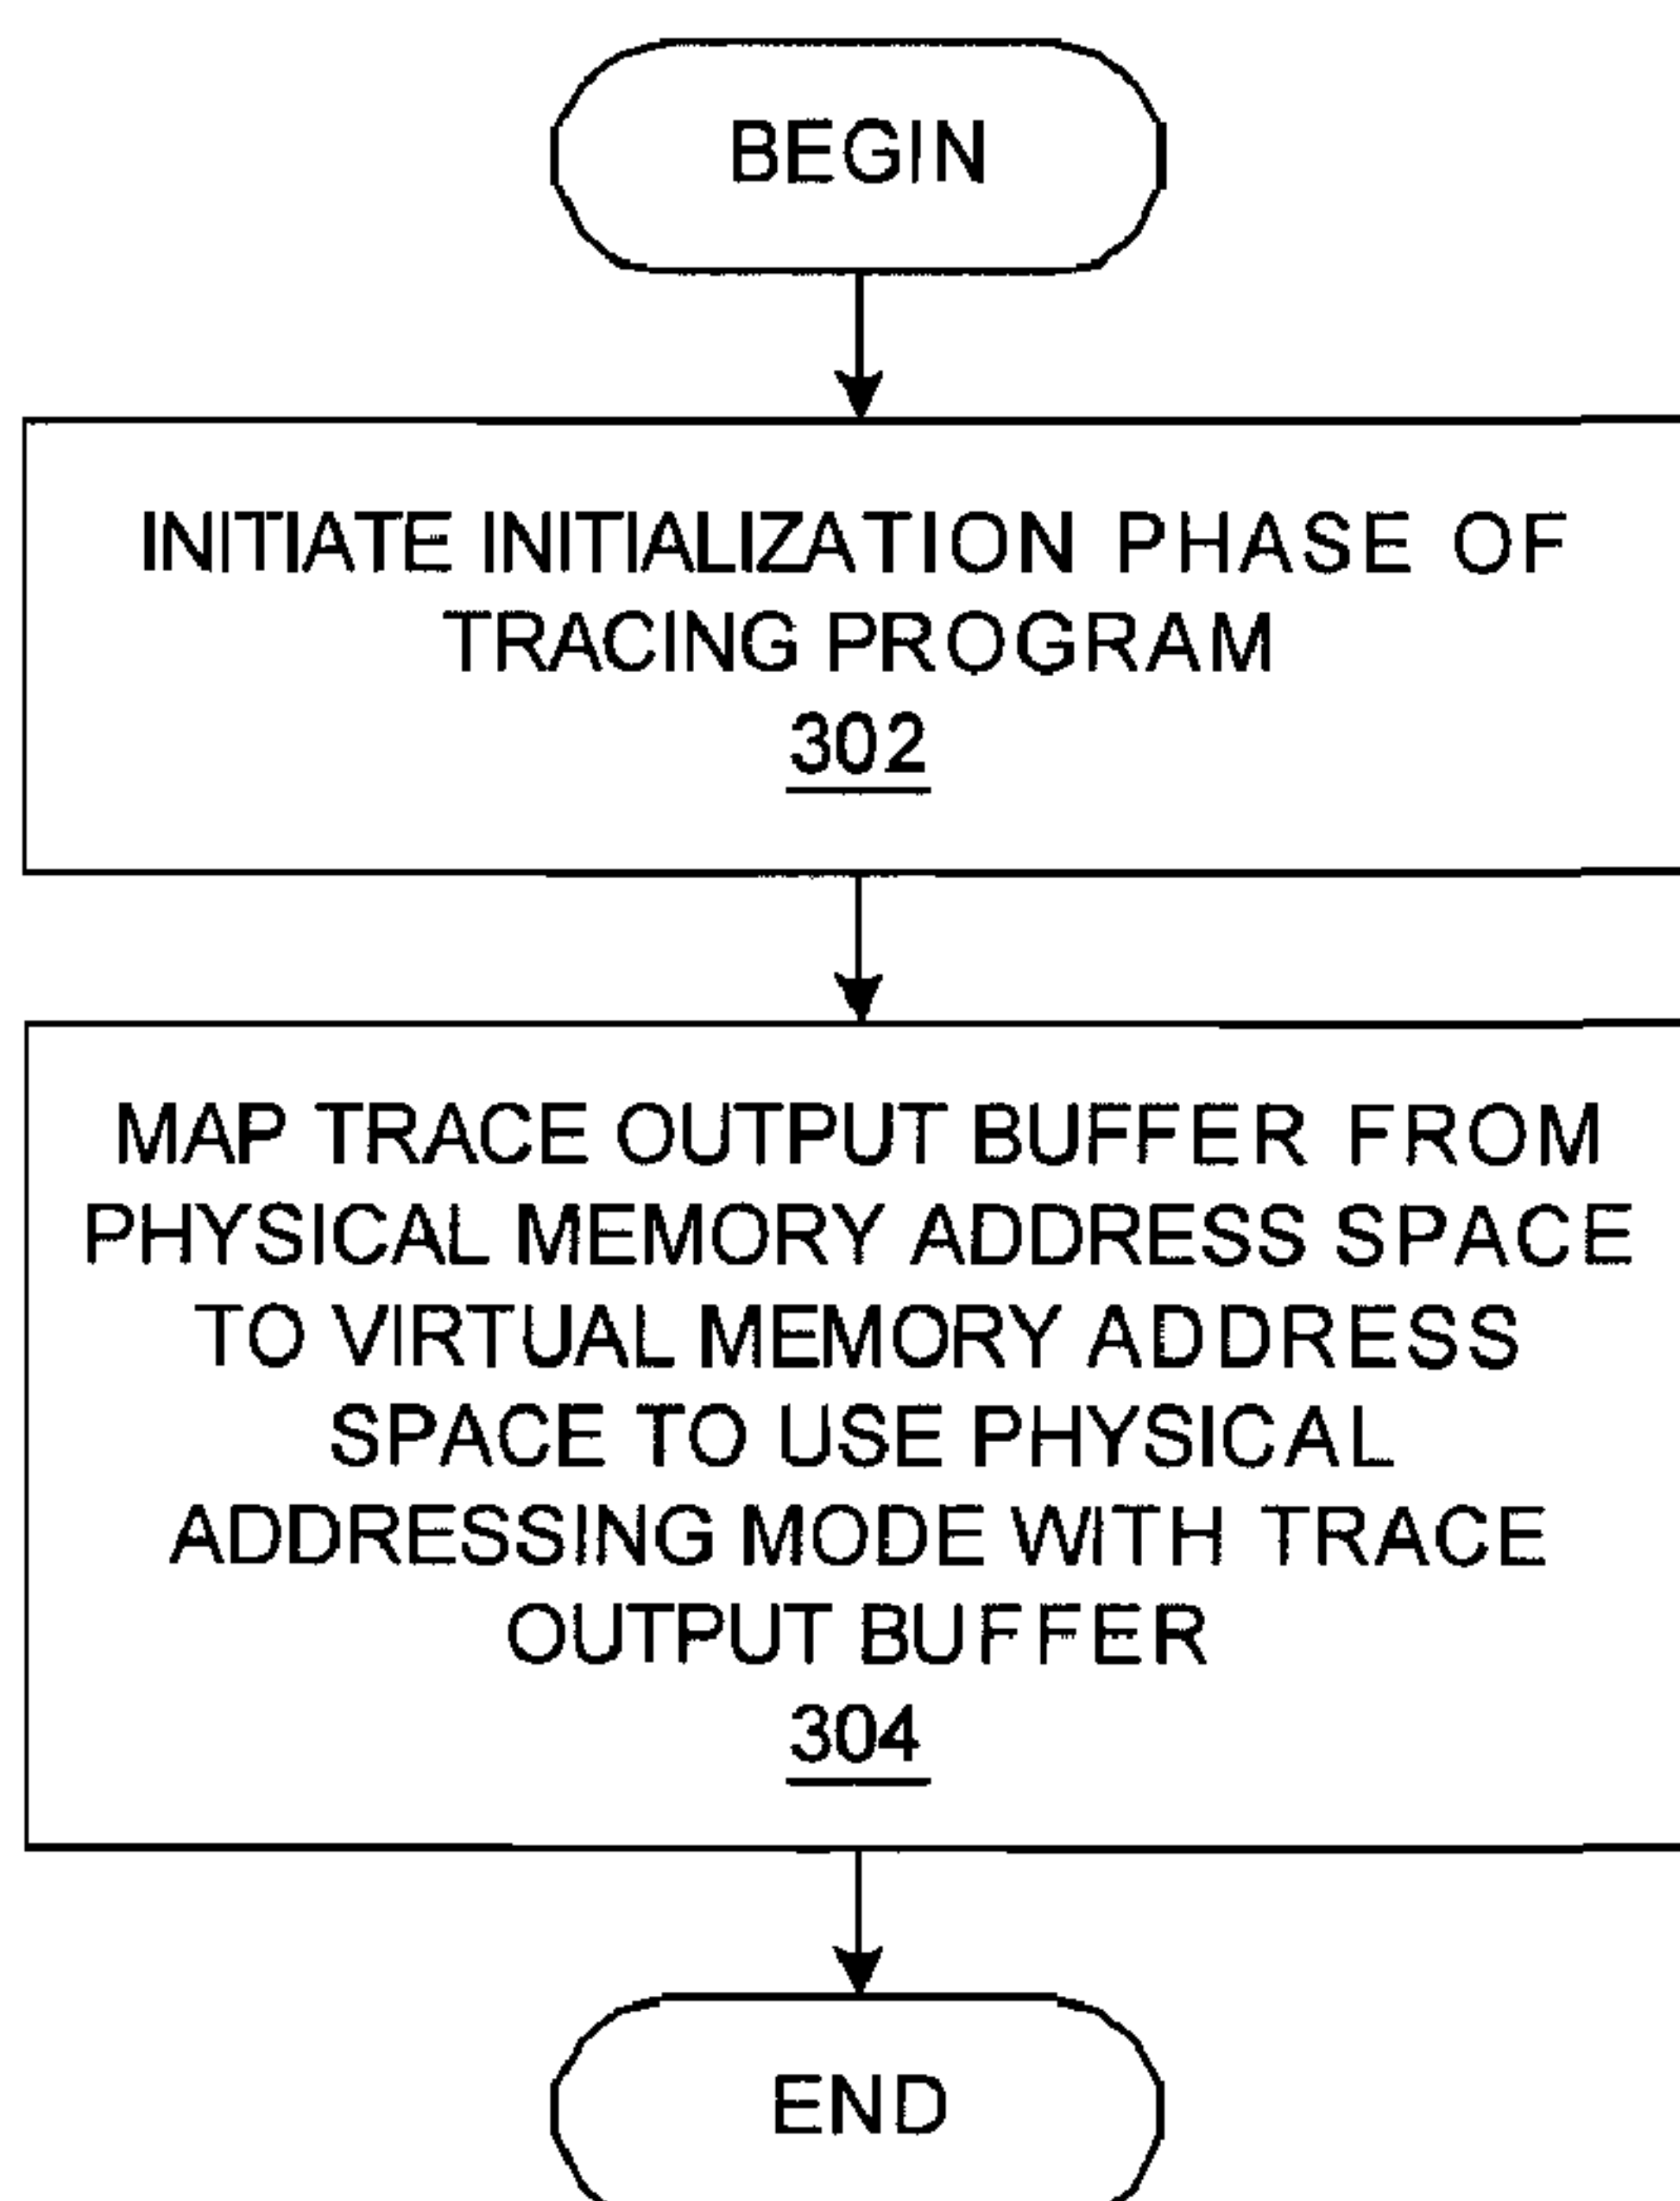 BEGIN
INITIATE INITIALIZATION PHASE OF
TRACING PROGRAM
302
MAP TRACE OUTPUT BUFFER FROM
PHYSICAL MEMORY ADDRESS SPACE
TO VIRTUAL MEMORY ADDRESS
SPACE TO USE PHYSICAL
ADDRESSING MODE WITH TRACE
OUTPUT BUFFER
304
END